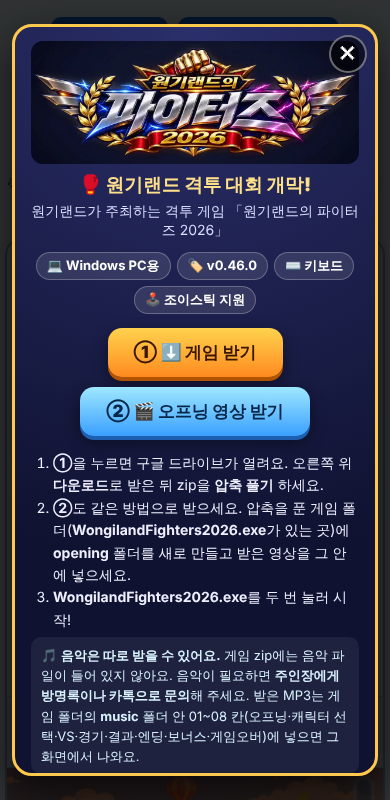 ✕
원기랜드의
파이터즈
2026
🥊 원기랜드 격투 대회 개막!
원기랜드가 주최하는 격투 게임 「원기랜드의 파이터
즈 2026」
💻 Windows PC용
🏷️ v0.46.0
⌨️ 키보드
🕹️ 조이스틱 지원
① ⬇️ 게임 받기
② 🎬 오프닝 영상 받기
1. ①을 누르면 구글 드라이브가 열려요. 오른쪽 위
다운로드로 받은 뒤 zip을 압축 풀기 하세요.
2. ②도 같은 방법으로 받으세요. 압축을 푼 게임 폴
더(WongilandFighters2026.exe가 있는 곳)에
opening 폴더를 새로 만들고 받은 영상을 그 안
에 넣으세요.
3. WongilandFighters2026.exe를 두 번 눌러 시
작!
🎵 음악은 따로 받을 수 있어요. 게임 zip에는 음악 파
일이 들어 있지 않아요. 음악이 필요하면 주인장에게
방명록이나 카톡으로 문의해 주세요. 받은 MP3는 게
임 폴더의 music 폴더 안 01~08 칸(오프닝·캐릭터 선
택·VS·경기·결과·엔딩·보너스·게임오버)에 넣으면 그
화면에서 나와요.